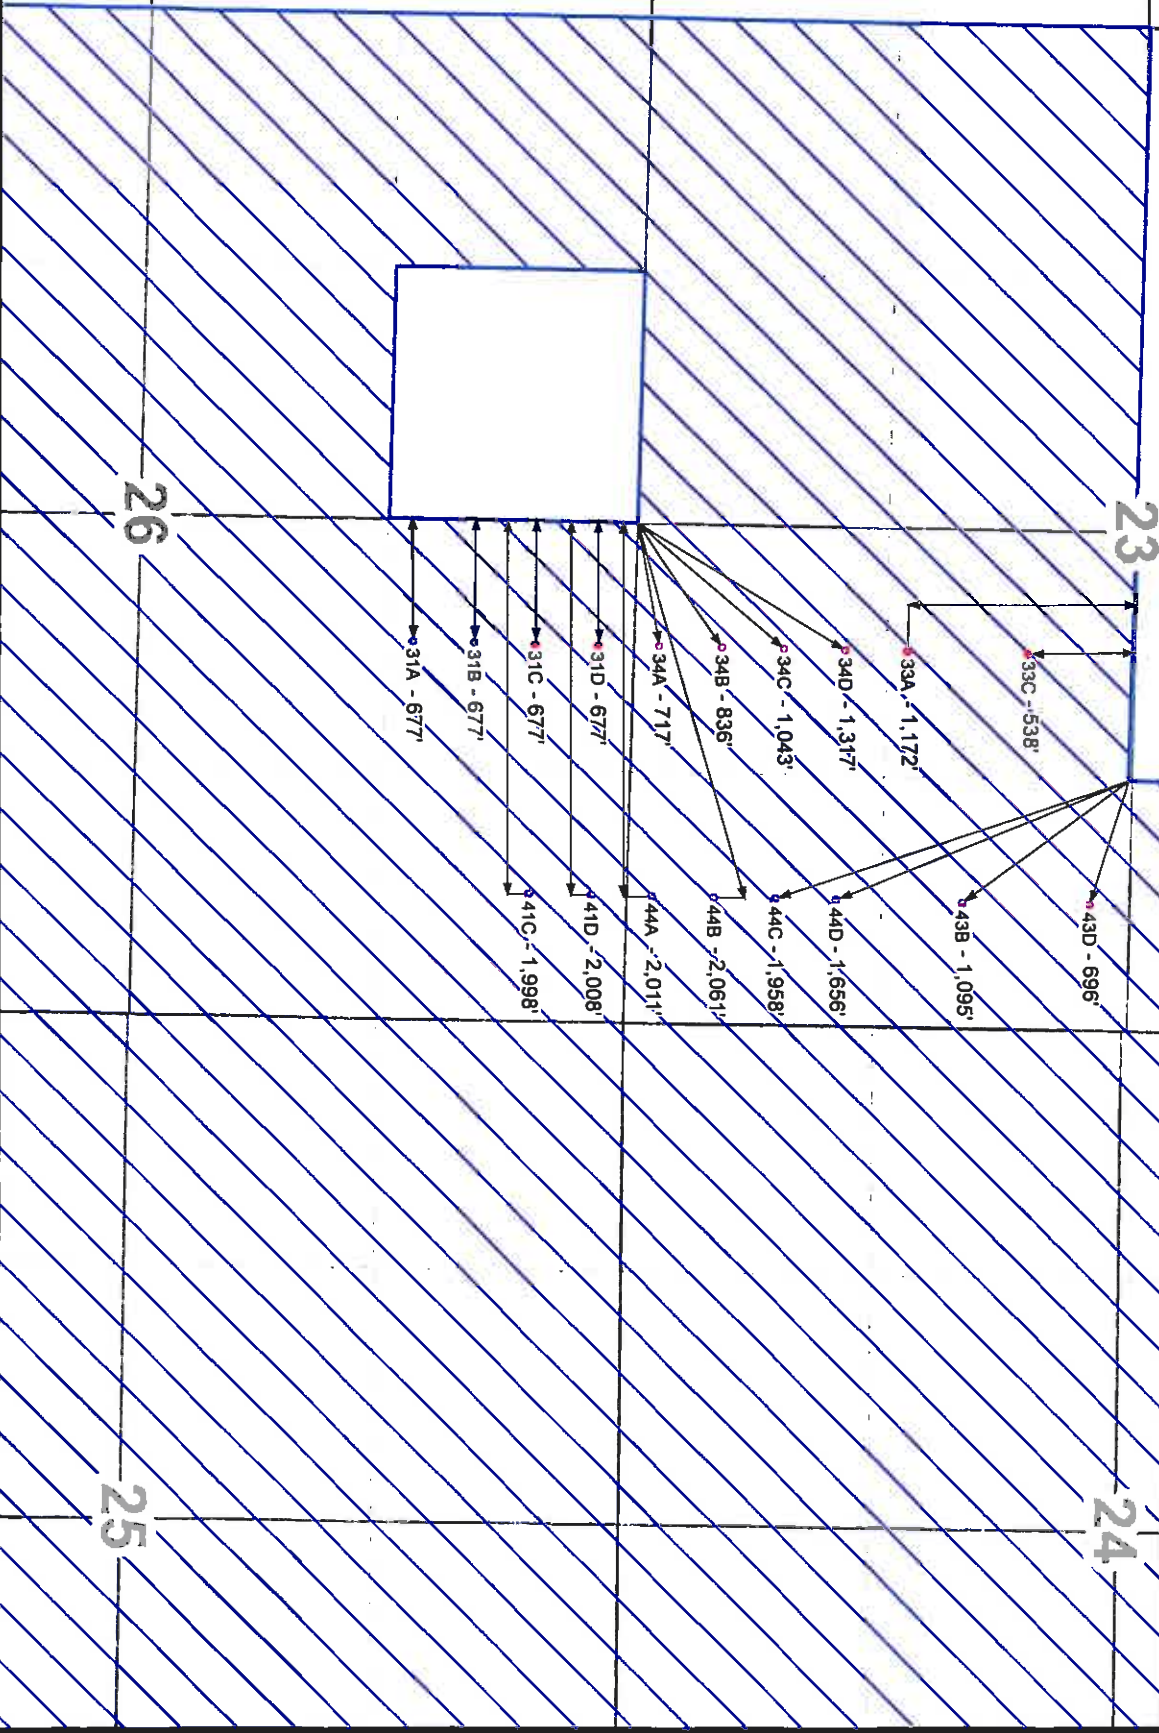 23
24
33C - 538'
33A - 1,172'
34D - 1,317'
34C - 1,043'
34B - 836'
34A - 717'
31D - 677'
31C - 677'
31B - 677'
31A - 677'
43D - 696'
43B - 1,095'
44D - 1,656'
44C - 1,958'
44B - 2,061'
44A - 2,011'
41D - 2,008'
41C - 1,998'
26
25